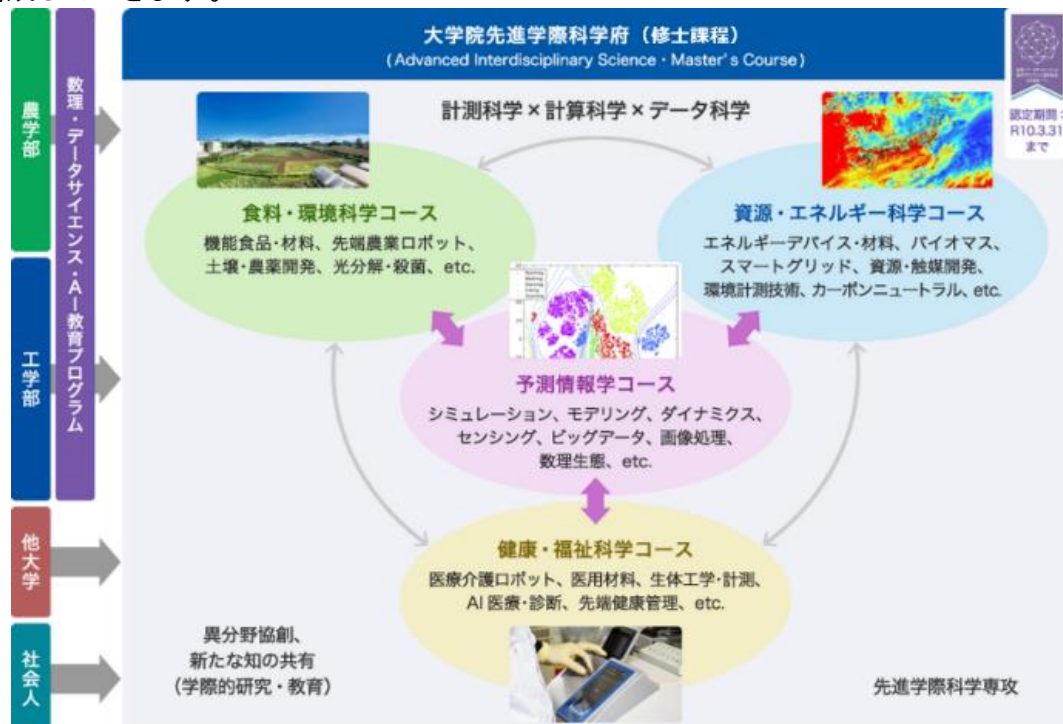 大学院先進学際科学府（修士課程）
(Advanced Interdisciplinary Science・Master's Course)
農学部
工学部
数理・データサイエンス・AI教育プログラム
他大学
社会人
計測科学×計算科学×データ科学
認定期間：
R10.3.31
まで
食料・環境科学コース
機能食品・材料、先端農業ロボット、
土壌・農薬開発、光分解・殺菌、etc.
資源・エネルギー科学コース
エネルギーデバイス・材料、バイオマス、
スマートグリッド、資源・触媒開発、
環境計測技術、カーボンニュートラル、etc.
予測情報学コース
シミュレーション、モデリング、ダイナミクス、
センシング、ビッグデータ、画像処理、
数理生態、etc.
健康・福祉科学コース
医療介護ロボット、医用材料、生体工学・計測、
AI 医療・診断、先端健康管理、etc.
異分野協創、
新たな知の共有
（学際的研究・教育）
先進学際科学専攻